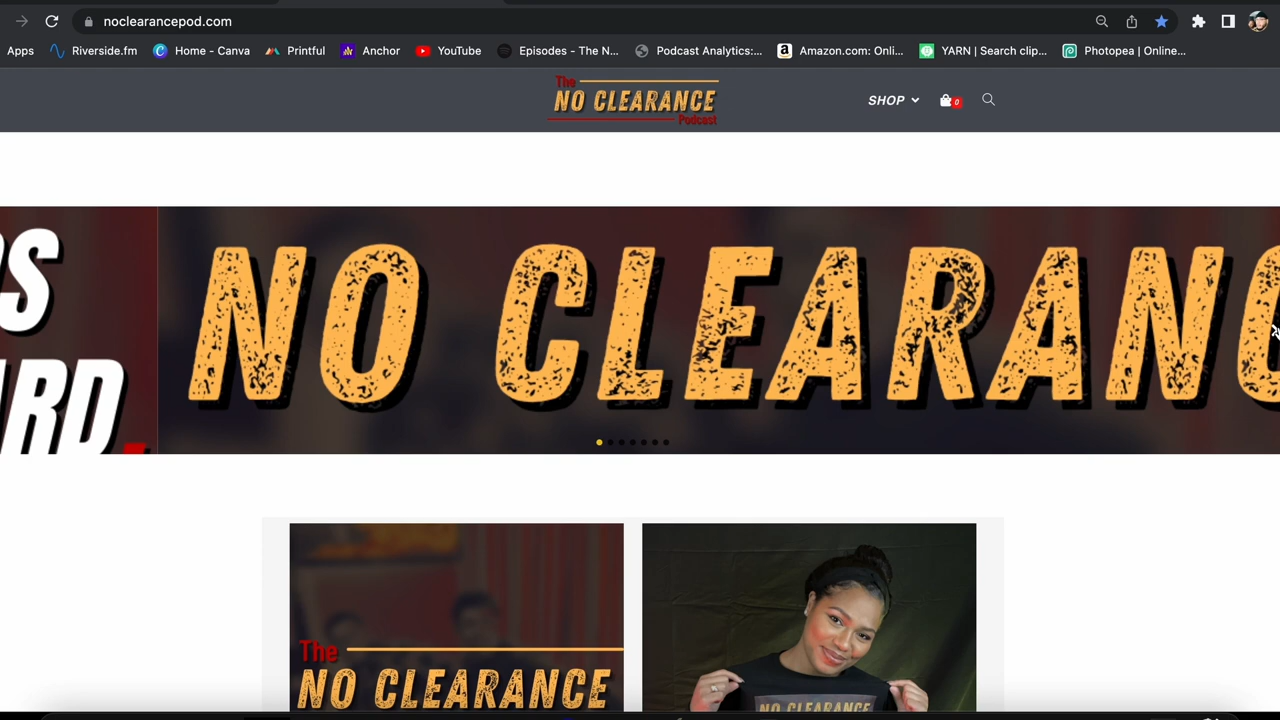 noclearancepod.com
Apps Riverside.fm Home - Canva Printful Anchor YouTube Episodes - The N... Podcast Analytics:... Amazon.com: Onli... YARN | Search clip... Photopea | Online...
The
NO CLEARANCE
Podcast
SHOP 0
NO CLEARANC
ARD.
The
NO CLEARANCE
NO CLEARANCE